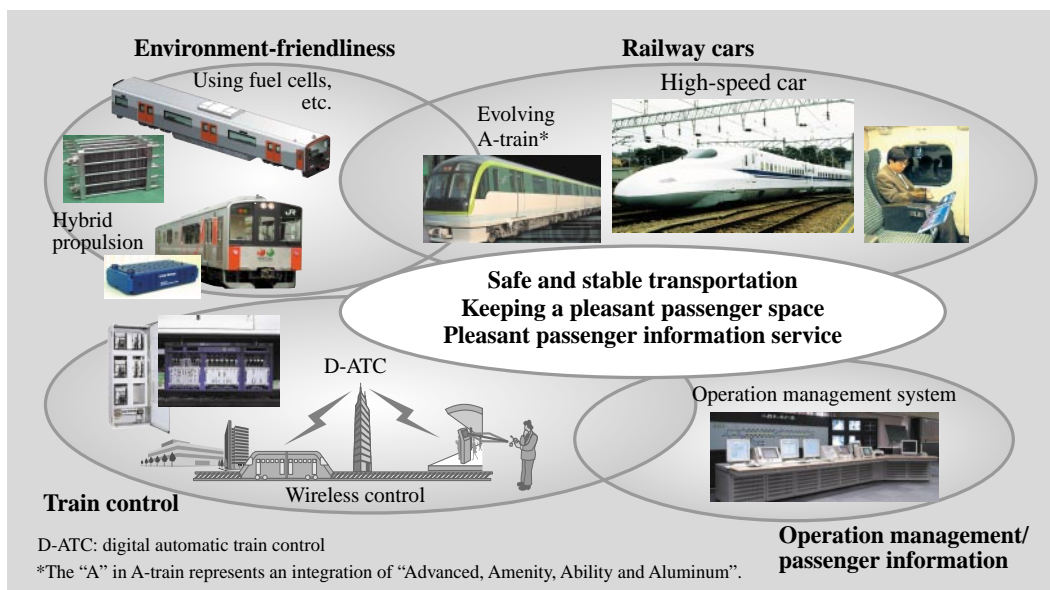 Environment-friendliness
Railway cars
Using fuel cells,
etc.
High-speed car
Evolving
A-train*
Hybrid
propulsion
JR
Safe and stable transportation
Keeping a pleasant passenger space
Pleasant passenger information service
D-ATC
Operation management system
Wireless control
Train control
Operation management/
passenger information
D-ATC: digital automatic train control
*The “A” in A-train represents an integration of “Advanced, Amenity, Ability and Aluminum”.